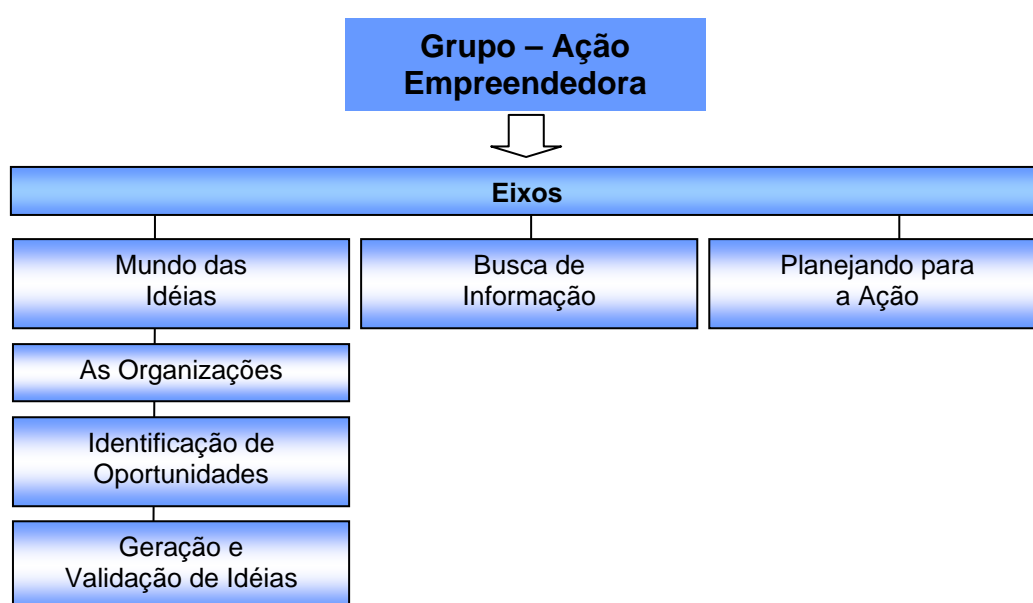 Grupo – Ação
Empreendedora
Eixos
Mundo das
Idéias
Busca de
Informação
Planejando para
a Ação
As Organizações
Identificação de
Oportunidades
Geração e
Validação de Idéias